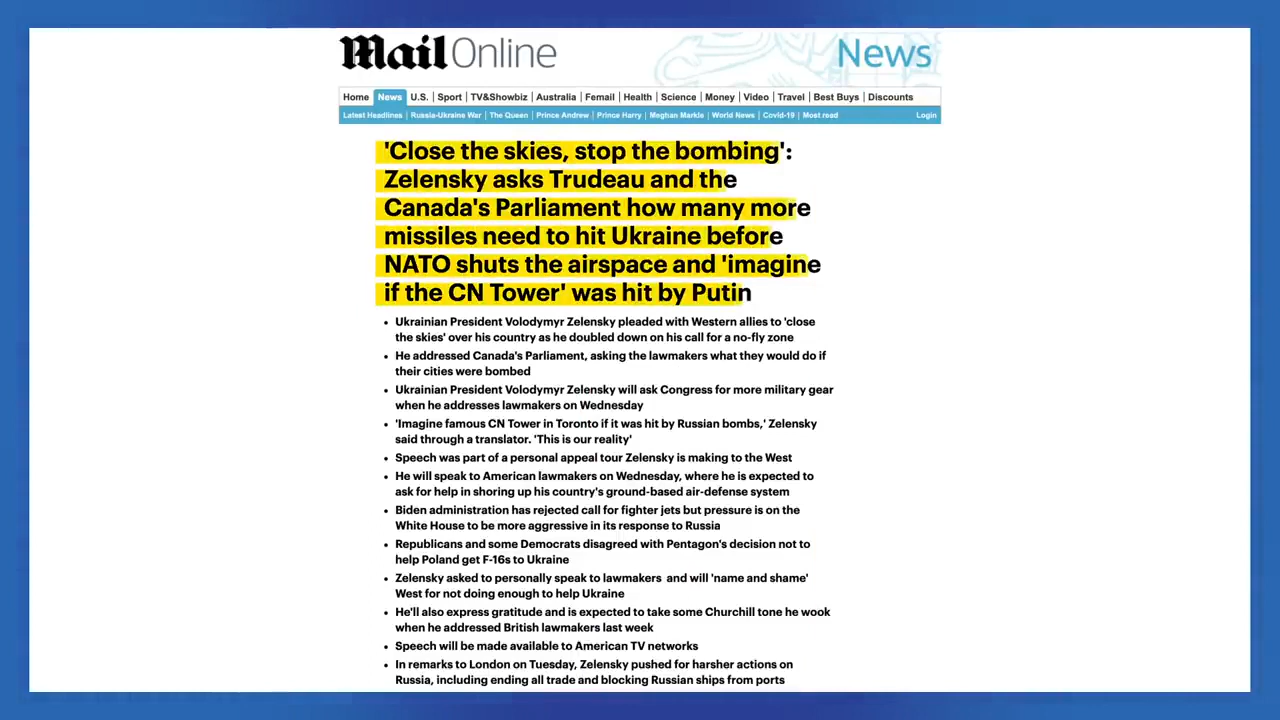 Mail Online
News
Home News U.S. Sport TV&Showbiz Australia Femail Health Science Money Video Travel Best Buys Discounts
Latest Headlines Russia-Ukraine War The Queen Prince Andrew Prince Harry Meghan Markle World News Covid-19 Most read Login
'Close the skies, stop the bombing':
Zelensky asks Trudeau and the
Canada's Parliament how many more
missiles need to hit Ukraine before
NATO shuts the airspace and 'imagine
if the CN Tower' was hit by Putin
• Ukrainian President Volodymyr Zelensky pleaded with Western allies to 'close
the skies' over his country as he doubled down on his call for a no-fly zone
• He addressed Canada's Parliament, asking the lawmakers what they would do if
their cities were bombed
• Ukrainian President Volodymyr Zelensky will ask Congress for more military gear
when he addresses lawmakers on Wednesday
• 'Imagine famous CN Tower in Toronto if it was hit by Russian bombs,' Zelensky
said through a translator. 'This is our reality'
• Speech was part of a personal appeal tour Zelensky is making to the West
• He will speak to American lawmakers on Wednesday, where he is expected to
ask for help in shoring up his country's ground-based air-defense system
• Biden administration has rejected call for fighter jets but pressure is on the
White House to be more aggressive in its response to Russia
• Republicans and some Democrats disagreed with Pentagon's decision not to
help Poland get F-16s to Ukraine
• Zelensky asked to personally speak to lawmakers and will 'name and shame'
West for not doing enough to help Ukraine
• He'll also express gratitude and is expected to take some Churchill tone he wook
when he addressed British lawmakers last week
• Speech will be made available to American TV networks
• In remarks to London on Tuesday, Zelensky pushed for harsher actions on
Russia, including ending all trade and blocking Russian ships from ports